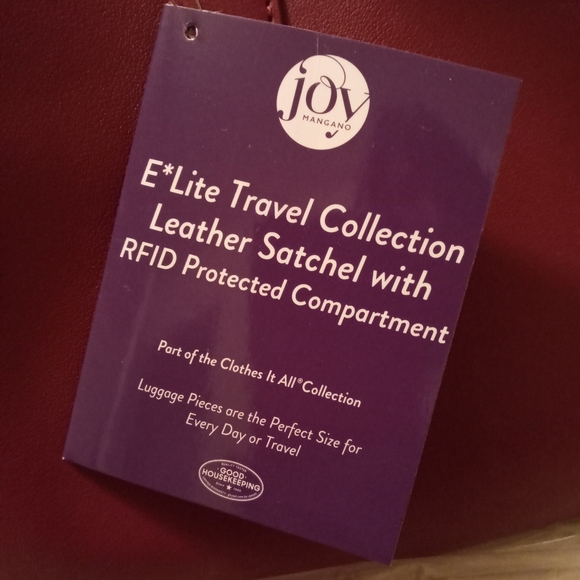 joy
MANGANO
E*Lite Travel Collection
Leather Satchel with
RFID Protected Compartment
Part of the Clothes It All® Collection
Luggage Pieces are the Perfect Size for
Every Day or Travel
GOOD
HOUSEKEEPING